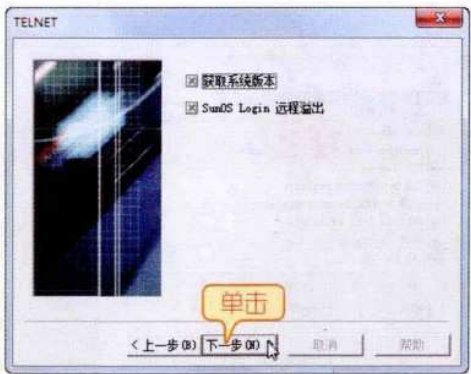 TELNET
获取系统版本
SunOS Login 远程溢出
单击
<上一步(B) 下一步(N)> 取消 帮助